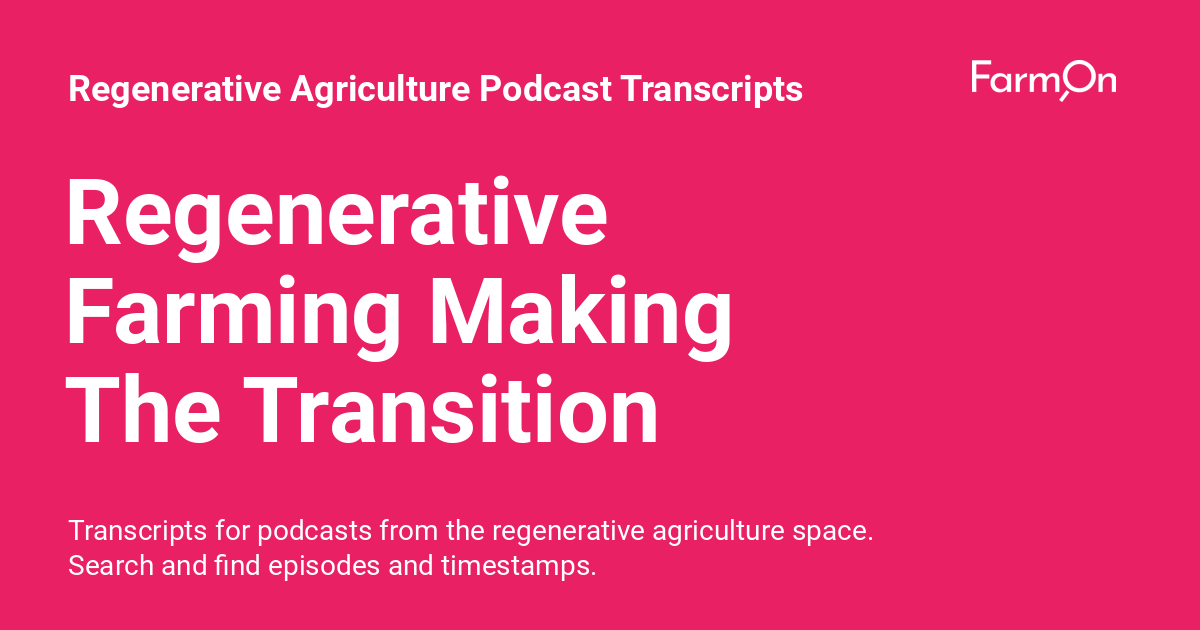 Regenerative Agriculture Podcast Transcripts
FarmOn
Regenerative
Farming Making
The Transition
Transcripts for podcasts from the regenerative agriculture space.
Search and find episodes and timestamps.